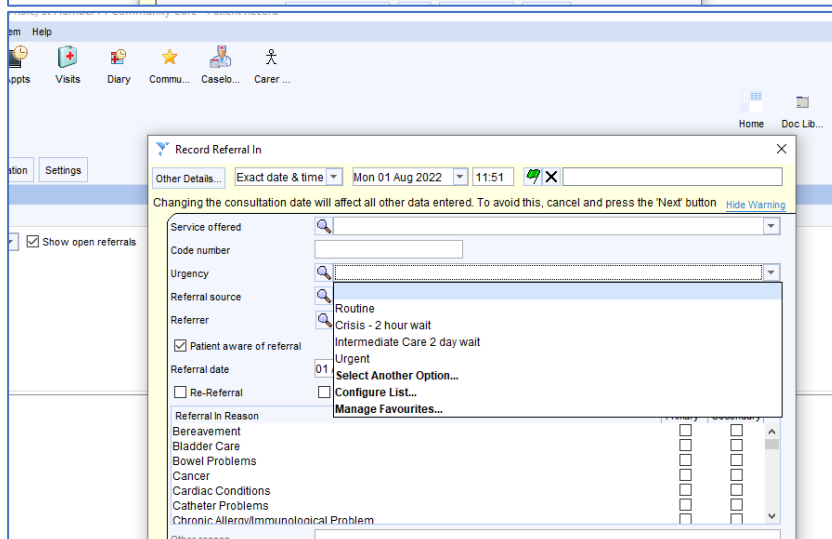 em Help
Appts Visits Diary Commu... Caselo... Carer ...
Home Doc Lib...
Record Referral In
ation Settings
Other Details... Exact date & time Mon 01 Aug 2022 11:51
Changing the consultation date will affect all other data entered. To avoid this, cancel and press the 'Next' button Hide Warning
Show open referrals
Service offered
Code number
Urgency
Referral source
Routine
Referrer
Crisis - 2 hour wait
Intermediate Care 2 day wait
Patient aware of referral
Urgent
Referral date 01
Select Another Option...
Re-Referral
Configure List...
Manage Favourites...
Referral In Reason
Bereavement
Bladder Care
Bowel Problems
Cancer
Cardiac Conditions
Catheter Problems
Chronic Allergy/Immunological Problem